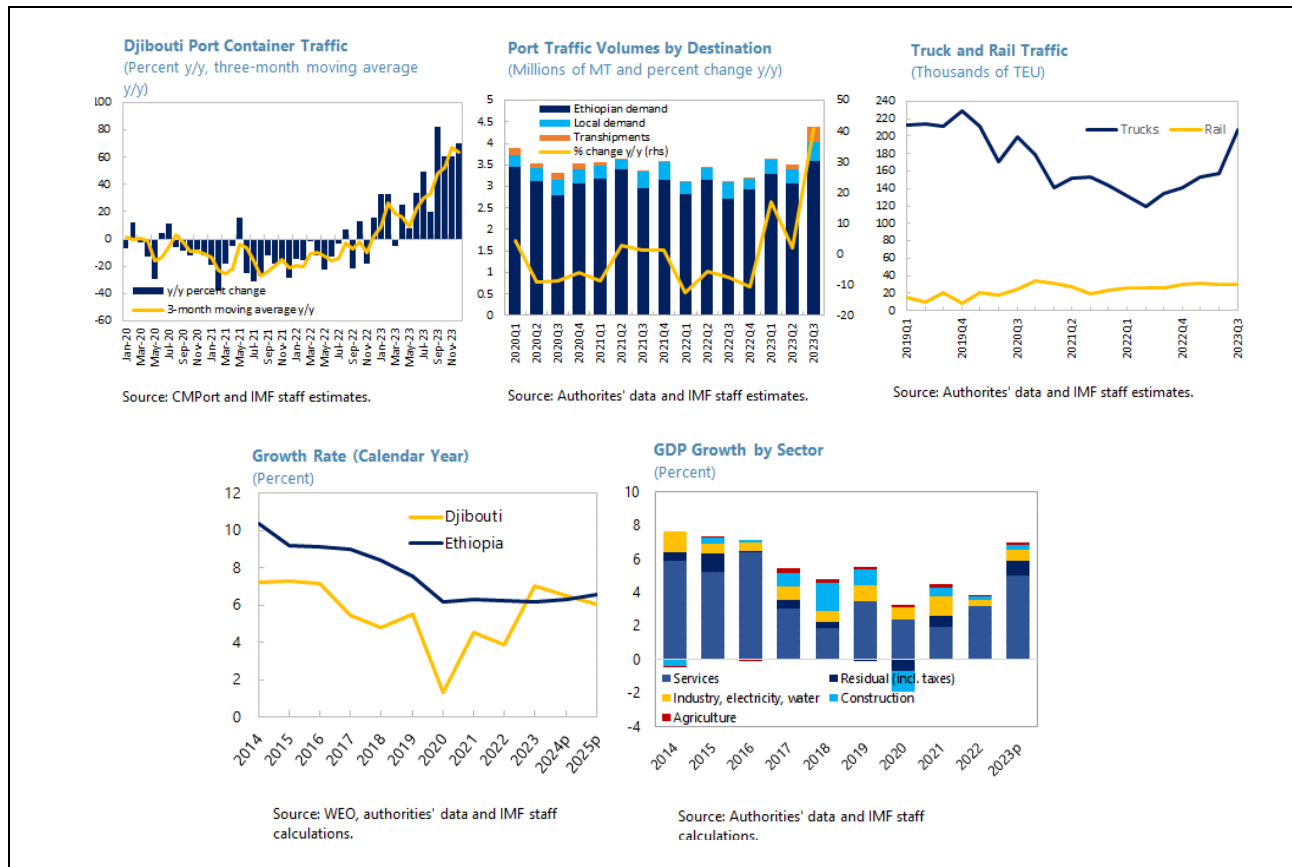 Djibouti Port Container Traffic
(Percent y/y, three-month moving average
y/y)
100
80
60
40
20
0
-20
-40
-60
y/y percent change
3-month moving average y/y
Jan-20
Mar-20
May-20
Jul-20
Sep-20
Nov-20
Jan-21
Mar-21
May-21
Jul-21
Sep-21
Nov-21
Jan-22
Mar-22
May-22
Jul-22
Sep-22
Nov-22
Jan-23
Mar-23
May-23
Jul-23
Sep-23
Nov-23
Source: CMPort and IMF staff estimates.
Port Traffic Volumes by Destination
(Millions of MT and percent change y/y)
5
4.5
4
3.5
3
2.5
2
1.5
1
0.5
0
Ethiopian demand
Local demand
Transhipments
% change y/y (rhs)
50
40
30
20
10
0
-10
-20
2020Q1
2020Q2
2020Q3
2020Q4
2021Q1
2021Q2
2021Q3
2021Q4
2022Q1
2022Q2
2022Q3
2022Q4
2023Q1
2023Q2
2023Q3
Source: Authorites' data and IMF staff estimates.
Truck and Rail Traffic
(Thousands of TEU)
240
220
200
180
160
140
120
100
80
60
40
20
0
Trucks
Rail
2019Q1
2019Q4
2020Q3
2021Q2
2022Q1
2022Q4
2023Q3
Source: Authorites' data and IMF staff estimates.
Growth Rate (Calendar Year)
(Percent)
12
10
8
6
4
2
0
Djibouti
Ethiopia
2014
2015
2016
2017
2018
2019
2020
2021
2022
2023
2024p
2025p
Source: WEO, authorities' data and IMF staff
calculations.
GDP Growth by Sector
(Percent)
10
8
6
4
2
0
-2
-4
Services
Residual (incl. taxes)
Industry, electricity, water
Construction
Agriculture
2014
2015
2016
2017
2018
2019
2020
2021
2022
2023p
Source: Authorities' data and IMF staff
calculations.